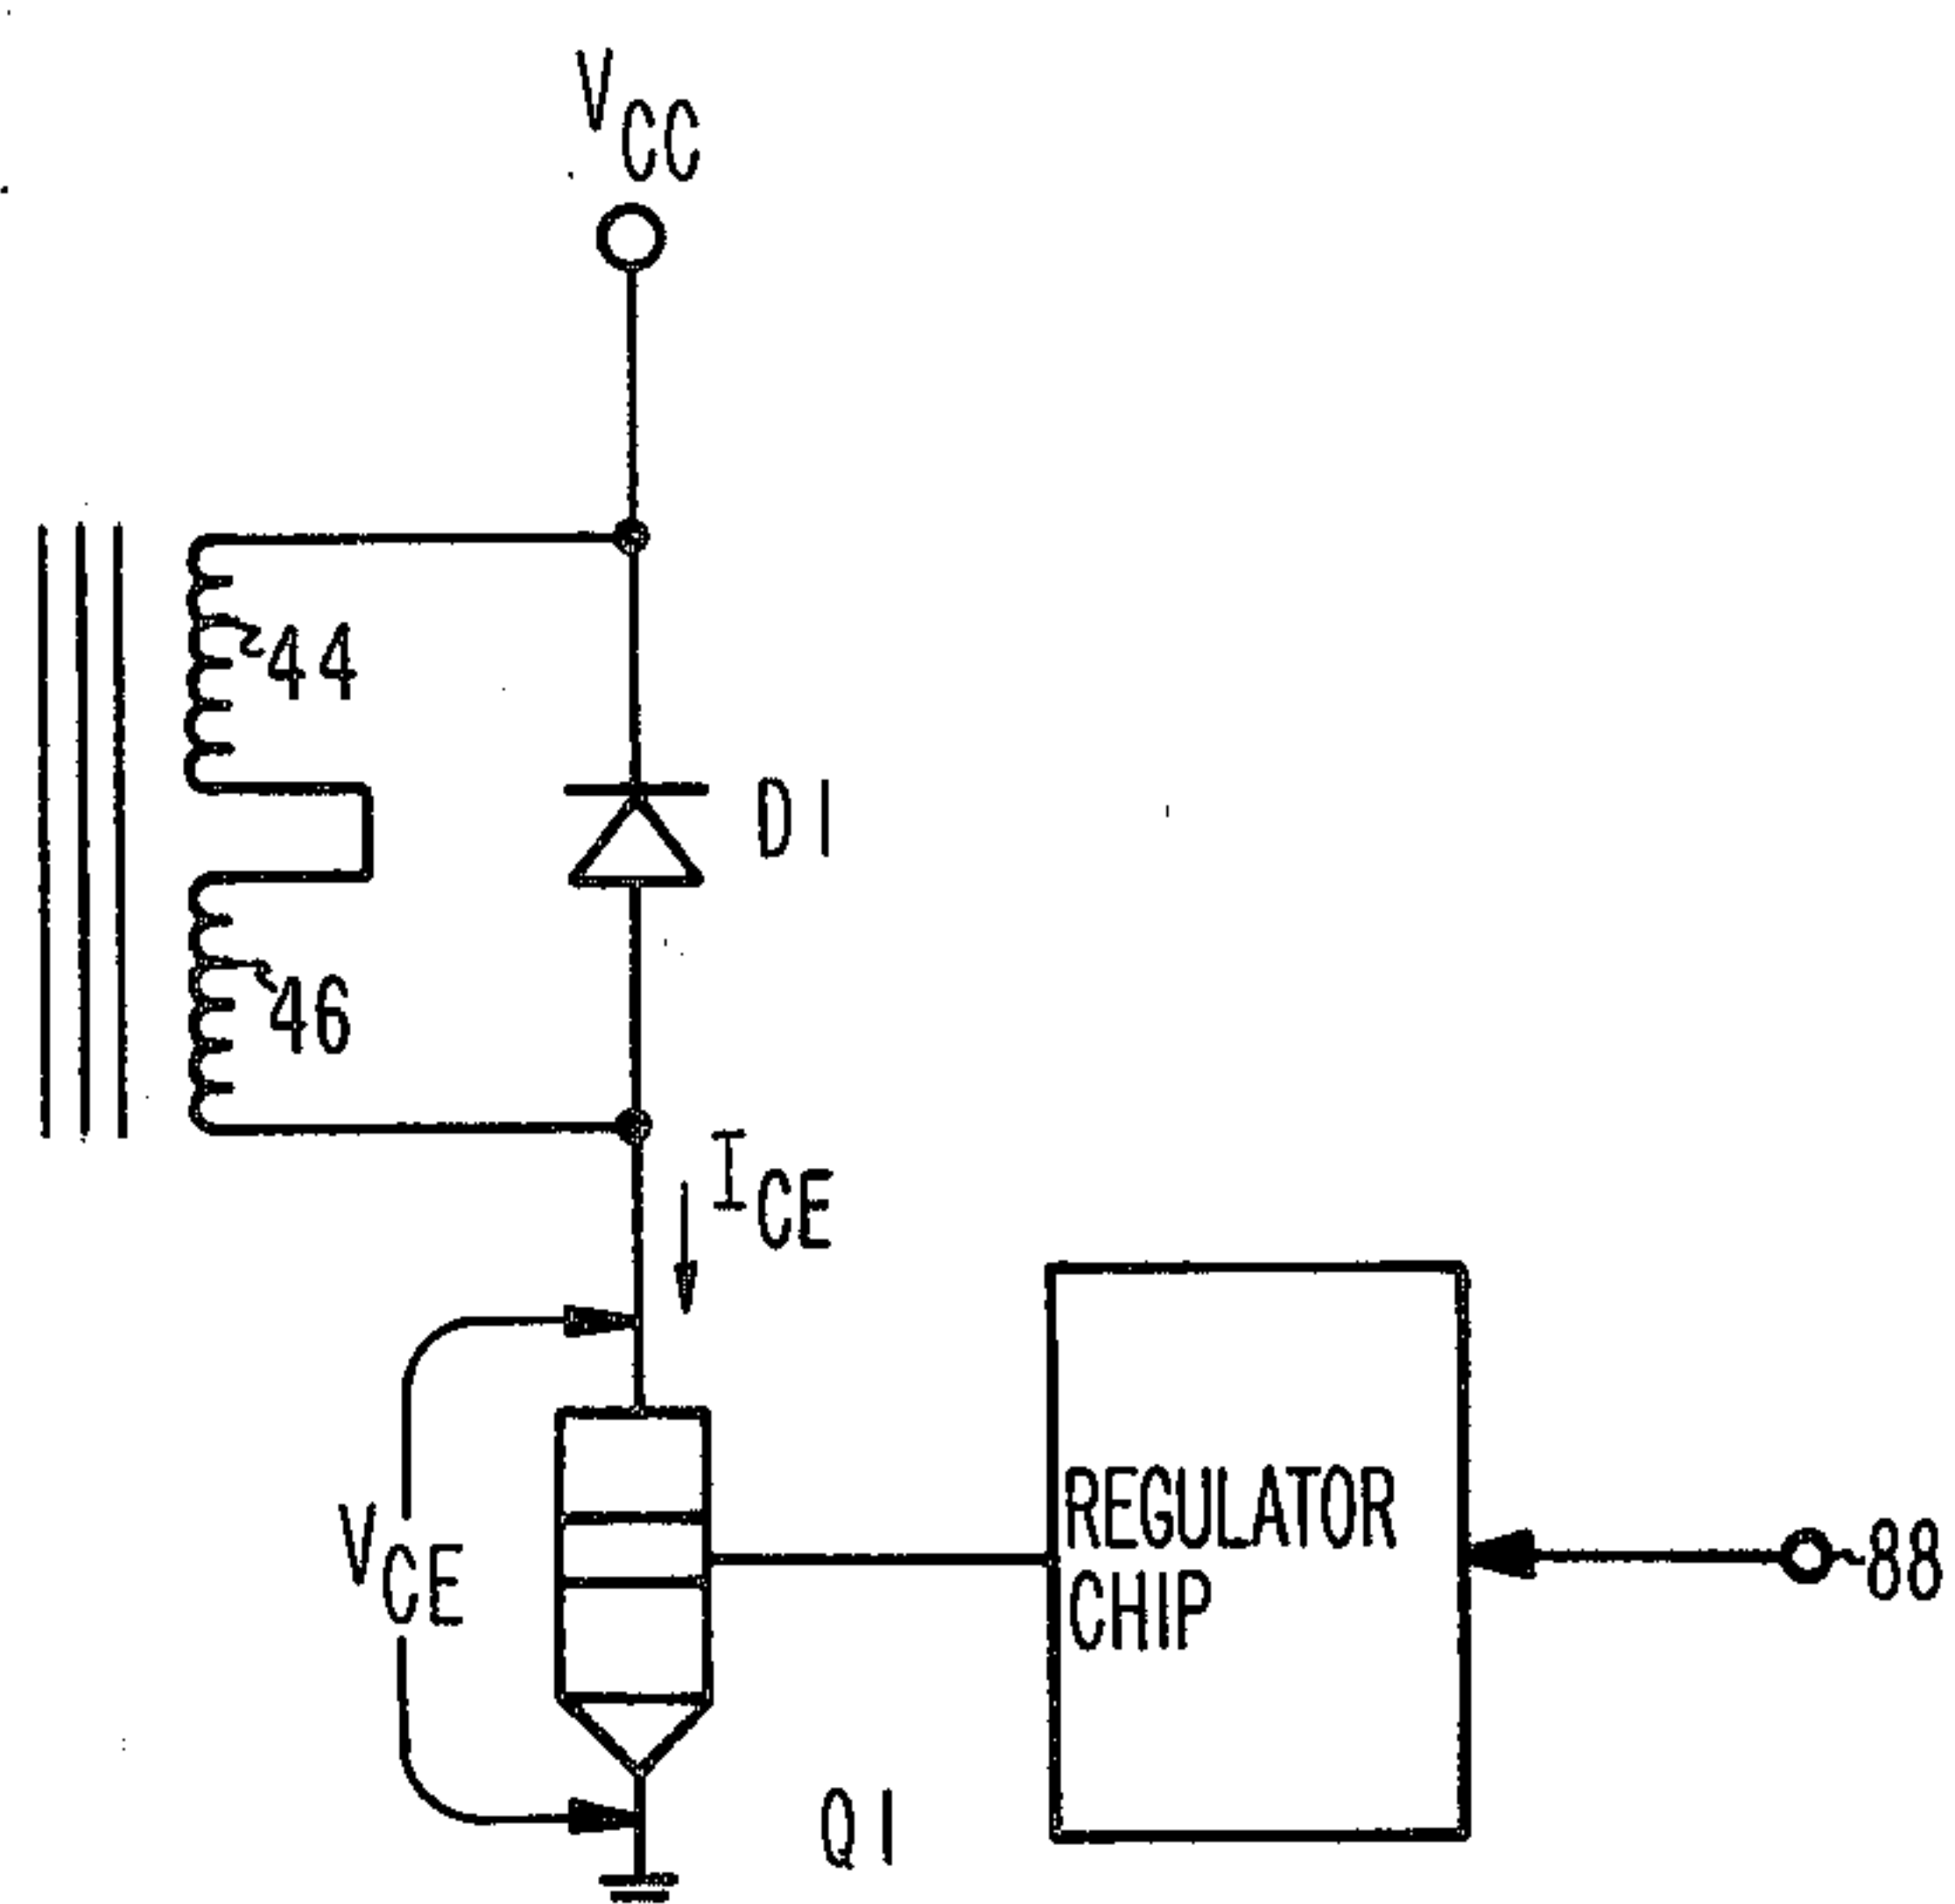 VCC
44
D1
46
ICE
VCE
REGULATOR
CHIP
88
Q1